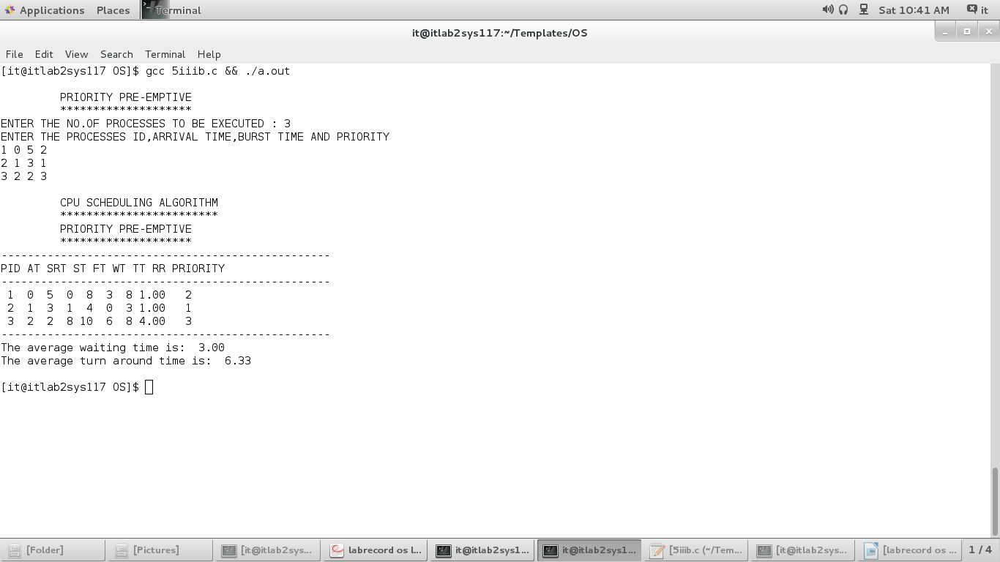 Applications Places Terminal Sat 10:41 AM it
it@itlab2sys117:~/Templates/OS
File Edit View Search Terminal Help
[it@itlab2sys117 OS]$ gcc 5iiib.c && ./a.out
PRIORITY PRE-EMPTIVE
********************
ENTER THE NO.OF PROCESSES TO BE EXECUTED : 3
ENTER THE PROCESSES ID,ARRIVAL TIME,BURST TIME AND PRIORITY
1 0 5 2
2 1 3 1
3 2 2 3
CPU SCHEDULING ALGORITHM
************************
PRIORITY PRE-EMPTIVE
********************
--------------------------------------------------
PID AT SRT ST FT WT TT RR PRIORITY
--------------------------------------------------
1 0 5 0 8 3 8 1.00 2
2 1 3 1 4 0 3 1.00 1
3 2 2 8 10 6 8 4.00 3
--------------------------------------------------
The average waiting time is: 3.00
The average turn around time is: 6.33
[it@itlab2sys117 OS]$
[Folder] [Pictures] [it@itlab2sys... labrecord os l... it@itlab2sys1... it@itlab2sys1... [5iiib.c (~/Tem... [it@itlab2sys... [labrecord os ... 1 / 4